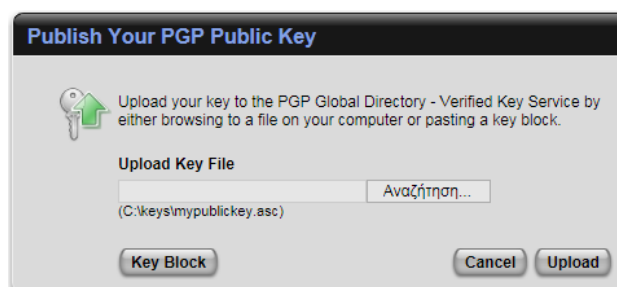 Publish Your PGP Public Key
Upload your key to the PGP Global Directory - Verified Key Service by
either browsing to a file on your computer or pasting a key block.
Upload Key File
Αναζήτηση...
(C:\keys\mypublickey.asc)
Key Block Cancel Upload